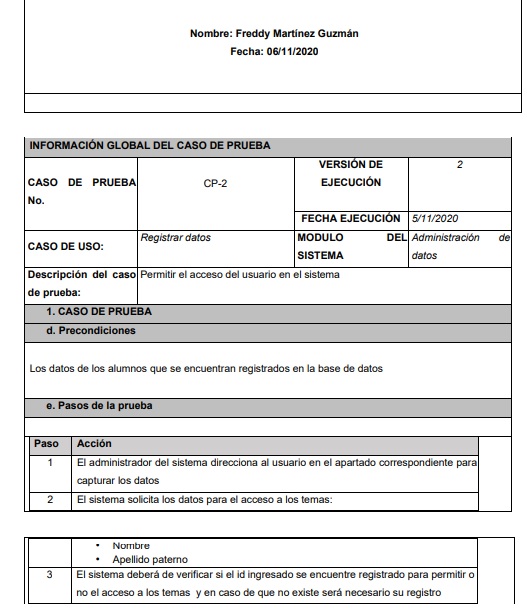 Nombre: Freddy Martínez Guzmán
Fecha: 06/11/2020
INFORMACIÓN GLOBAL DEL CASO DE PRUEBA
CASO DE PRUEBA No.
CP-2
VERSIÓN DE EJECUCIÓN
2
FECHA EJECUCIÓN
5/11/2020
CASO DE USO:
Registrar datos
MODULO DEL SISTEMA
Administración de datos
Descripción del caso de prueba:
Permitir el acceso del usuario en el sistema
1. CASO DE PRUEBA
d. Precondiciones
Los datos de los alumnos que se encuentran registrados en la base de datos
e. Pasos de la prueba
Paso Acción
1 El administrador del sistema direcciona al usuario en el apartado correspondiente para
capturar los datos
2 El sistema solicita los datos para el acceso a los temas:
• Nombre
• Apellido paterno
3 El sistema deberá de verificar si el id ingresado se encuentre registrado para permitir o
no el acceso a los temas y en caso de que no existe será necesario su registro